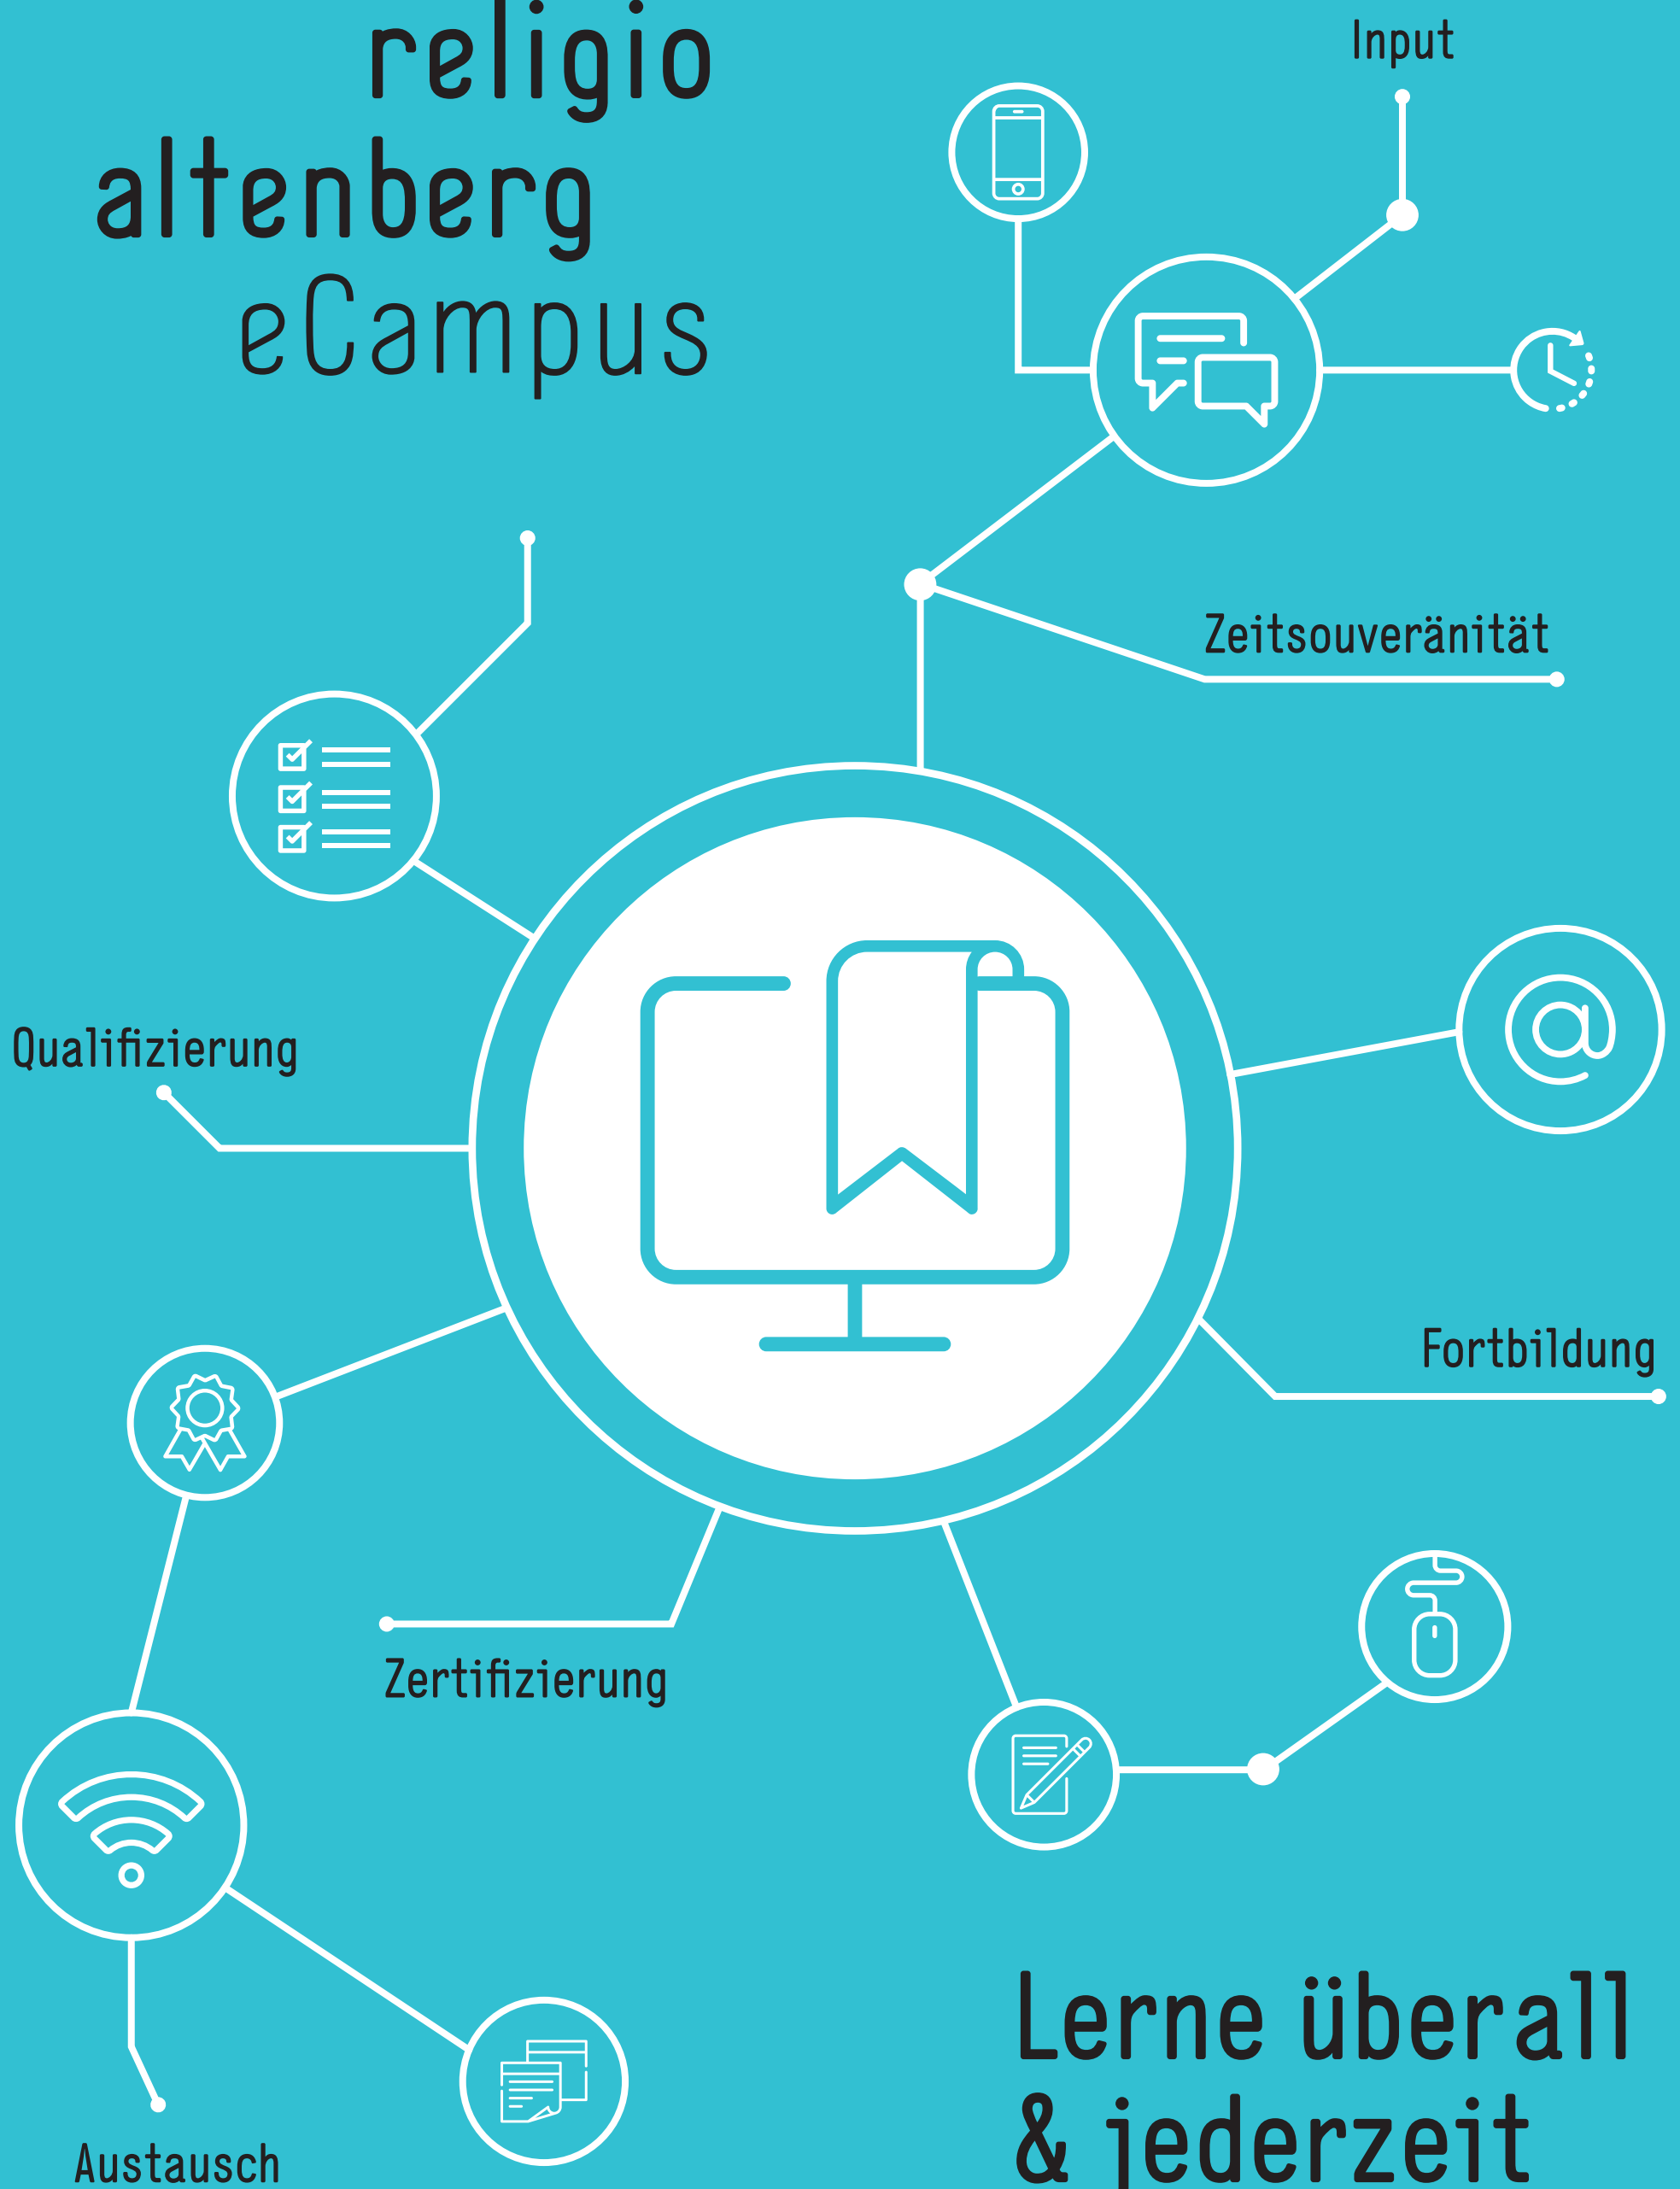 religio
altenberg
eCampus
Input
Zeitsouveränität
Qualifizierung
Fortbildung
Zertifizierung
Lerne überall
& jederzeit
Austausch